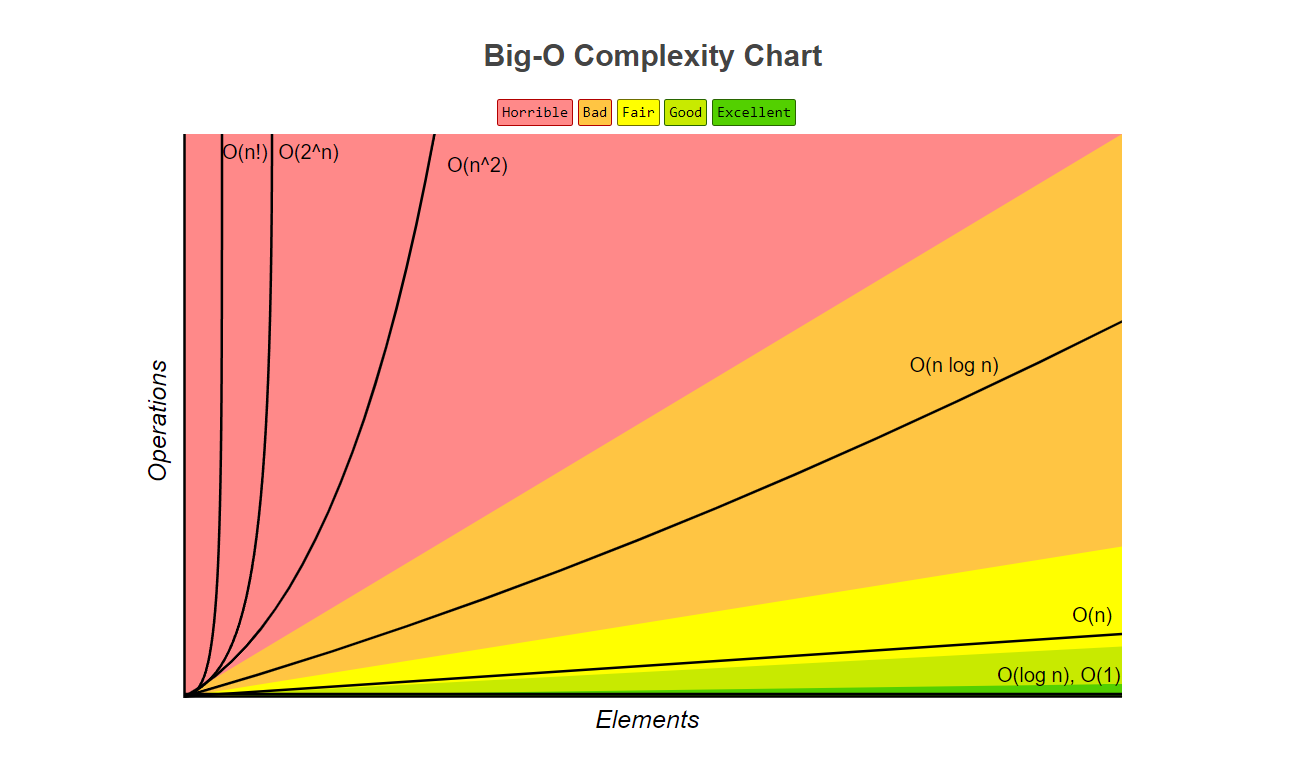 Big-O Complexity Chart
Horrible Bad Fair Good Excellent
O(n!) O(2^n) O(n^2)
O(n log n)
O(n)
O(log n), O(1)
Operations
Elements